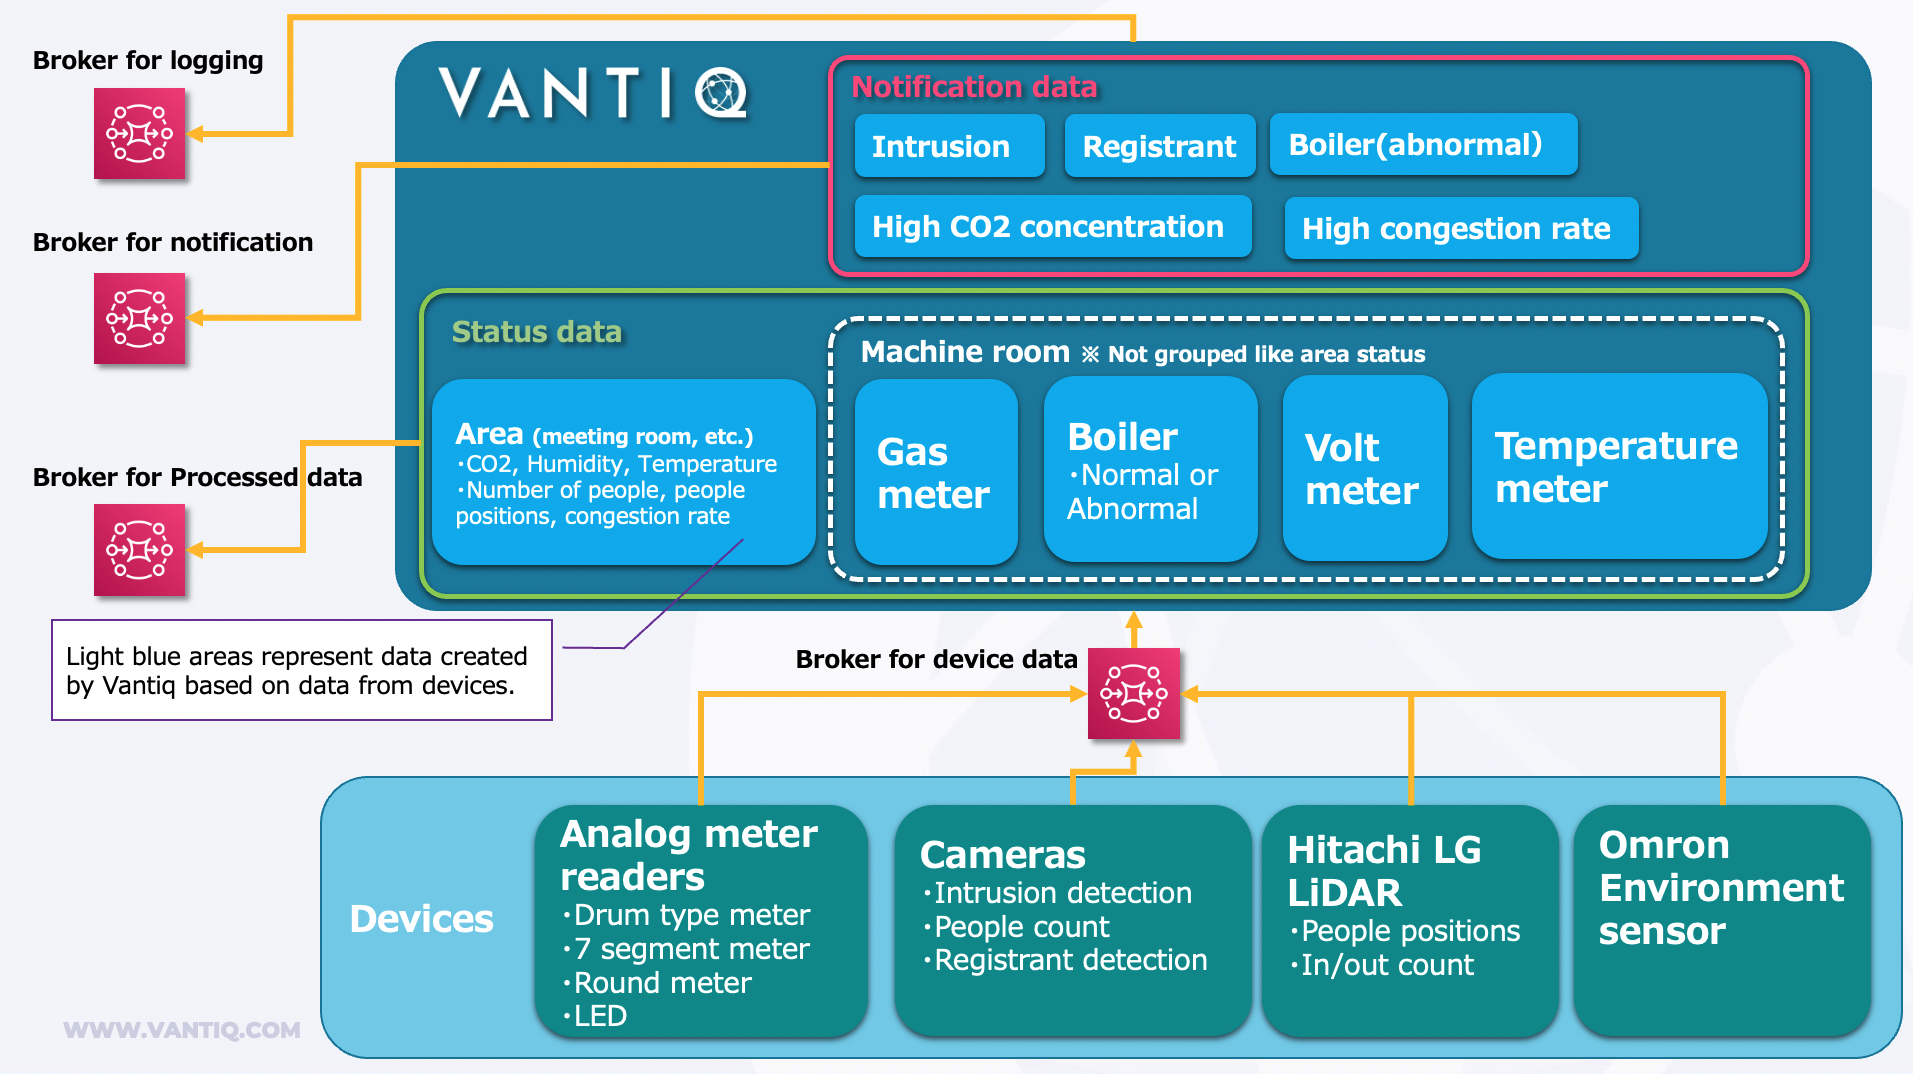 Broker for logging
VANTIQ
Notification data
Intrusion
Registrant
Boiler(abnormal)
High CO2 concentration
High congestion rate
Broker for notification
Status data
Machine room ※ Not grouped like area status
Area (meeting room, etc.)
・CO2, Humidity, Temperature
・Number of people, people
positions, congestion rate
Gas
meter
Boiler
・Normal or
Abnormal
Volt
meter
Temperature
meter
Broker for Processed data
Light blue areas represent data created
by Vantiq based on data from devices.
Broker for device data
Devices
Analog meter
readers
・Drum type meter
・7 segment meter
・Round meter
・LED
Cameras
・Intrusion detection
・People count
・Registrant detection
Hitachi LG
LiDAR
・People positions
・In/out count
Omron
Environment
sensor
WWW.VANTIQ.COM